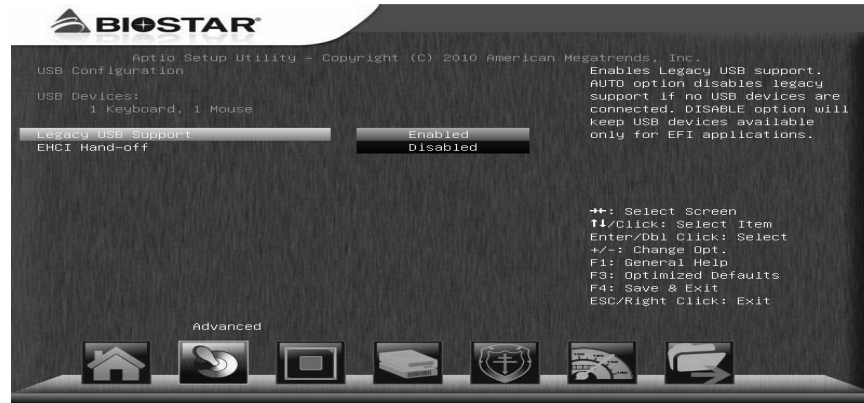 BIOSTAR®
Aptio Setup Utility - Copyright (C) 2010 American Megatrends, Inc.
USB Configuration
USB Devices:
1 Keyboard, 1 Mouse
Legacy USB Support Enabled
EHCI Hand-off Disabled
Enables Legacy USB support.
AUTO option disables legacy
support if no USB devices are
connected. DISABLE option will
keep USB devices available
only for EFI applications.
→←: Select Screen
↑↓/Click: Select Item
Enter/Dbl Click: Select
+/-: Change Opt.
F1: General Help
F3: Optimized Defaults
F4: Save & Exit
ESC/Right Click: Exit
Advanced